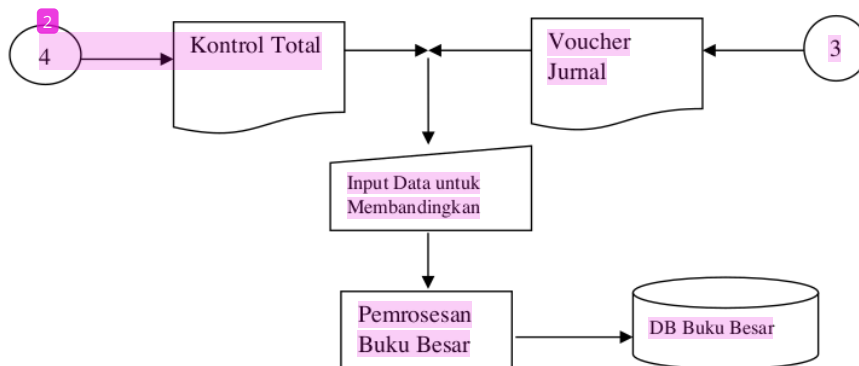 2
4
Kontrol Total
Voucher
Jurnal
3
Input Data untuk
Membandingkan
Pemrosesan
Buku Besar
DB Buku Besar